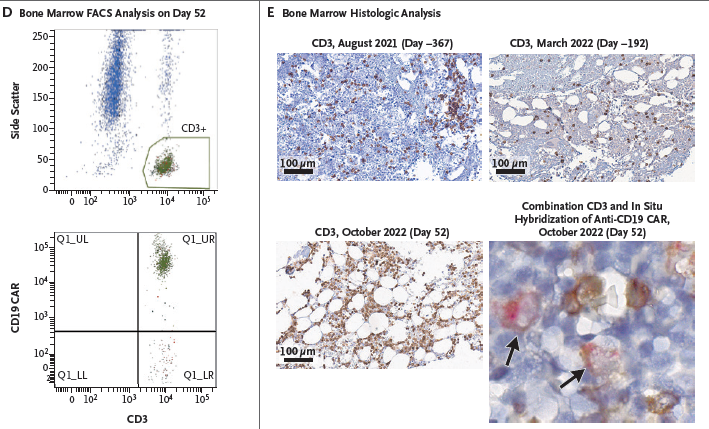 D Bone Marrow FACS Analysis on Day 52
250
200
150
100
50
0
Side Scatter
CD3+
0 10² 10³ 10⁴ 10⁵
Q1_UL Q1_UR
10⁵
10⁴
10³
10²
0
CD19 CAR
Q1_LL Q1_LR
0 10² 10³ 10⁴ 10⁵
CD3
E Bone Marrow Histologic Analysis
CD3, August 2021 (Day −367)
100 µm
CD3, March 2022 (Day −192)
100 µm
CD3, October 2022 (Day 52)
100 µm
Combination CD3 and In Situ
Hybridization of Anti-CD19 CAR,
October 2022 (Day 52)